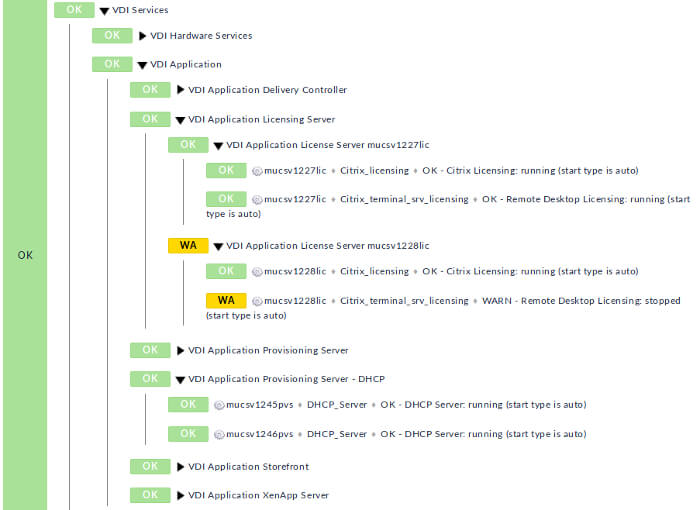 OK VDI Services
OK VDI Hardware Services
OK VDI Application
OK VDI Application Delivery Controller
OK VDI Application Licensing Server
OK VDI Application License Server mucsv1227lic
OK mucsv1227lic ♦ Citrix_licensing ♦ OK - Citrix Licensing: running (start type is auto)
OK mucsv1227lic ♦ Citrix_terminal_srv_licensing ♦ OK - Remote Desktop Licensing: running (start
type is auto)
WA VDI Application License Server mucsv1228lic
OK
OK mucsv1228lic ♦ Citrix_licensing ♦ OK - Citrix Licensing: running (start type is auto)
WA mucsv1228lic ♦ Citrix_terminal_srv_licensing ♦ WARN - Remote Desktop Licensing: stopped
(start type is auto)
OK VDI Application Provisioning Server
OK VDI Application Provisioning Server - DHCP
OK mucsv1245pvs ♦ DHCP_Server ♦ OK - DHCP Server: running (start type is auto)
OK mucsv1246pvs ♦ DHCP_Server ♦ OK - DHCP Server: running (start type is auto)
OK VDI Application Storefront
OK VDI Application XenApp Server